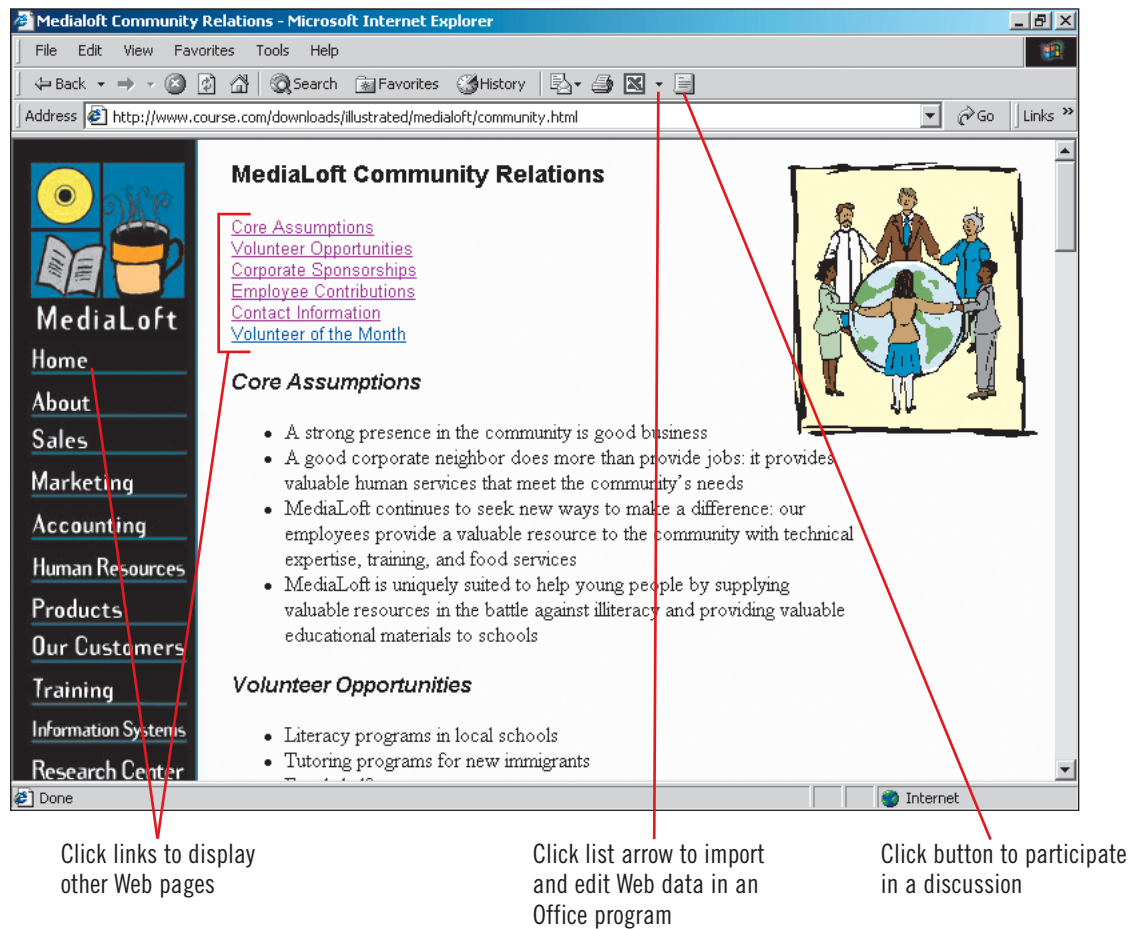 Medialoft Community Relations - Microsoft Internet Explorer
File Edit View Favorites Tools Help
Back Search Favorites History
Address http://www.course.com/downloads/illustrated/medialoft/community.html Go Links »
MediaLoft
Home
About
Sales
Marketing
Accounting
Human Resources
Products
Our Customers
Training
Information Systems
Research Center
MediaLoft Community Relations
Core Assumptions
Volunteer Opportunities
Corporate Sponsorships
Employee Contributions
Contact Information
Volunteer of the Month
Core Assumptions
• A strong presence in the community is good business
• A good corporate neighbor does more than provide jobs: it provides
valuable human services that meet the community's needs
• MediaLoft continues to seek new ways to make a difference: our
employees provide a valuable resource to the community with technical
expertise, training, and food services
• MediaLoft is uniquely suited to help young people by supplying
valuable resources in the battle against illiteracy and providing valuable
educational materials to schools
Volunteer Opportunities
• Literacy programs in local schools
• Tutoring programs for new immigrants
Done Internet
Click links to display
other Web pages
Click list arrow to import
and edit Web data in an
Office program
Click button to participate
in a discussion